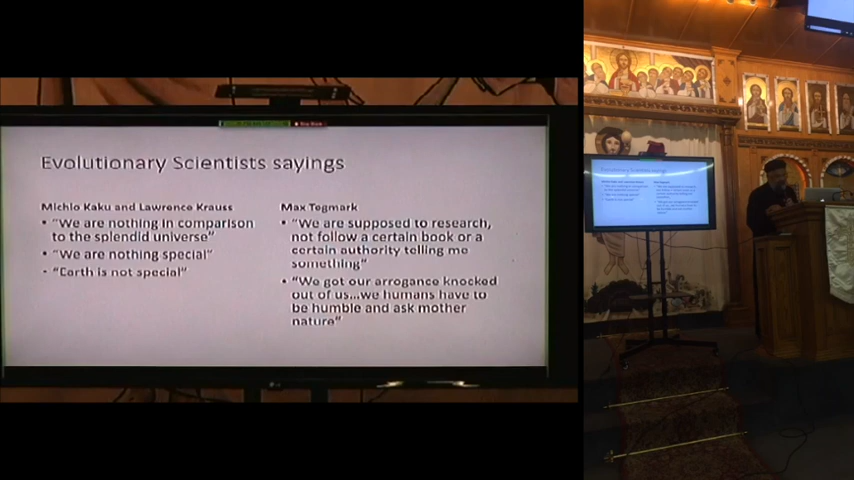 Evolutionary Scientists sayings
Michio Kaku and Lawrence Krauss
• "We are nothing in comparison
to the splendid universe"
• "We are nothing special"
• "Earth is not special"
Max Tegmark
• "We are supposed to research,
not follow a certain book or a
certain authority telling me
something"
• "We got our arrogance knocked
out of us...we humans have to
be humble and ask mother
nature"
Evolutionary Scientists sayings